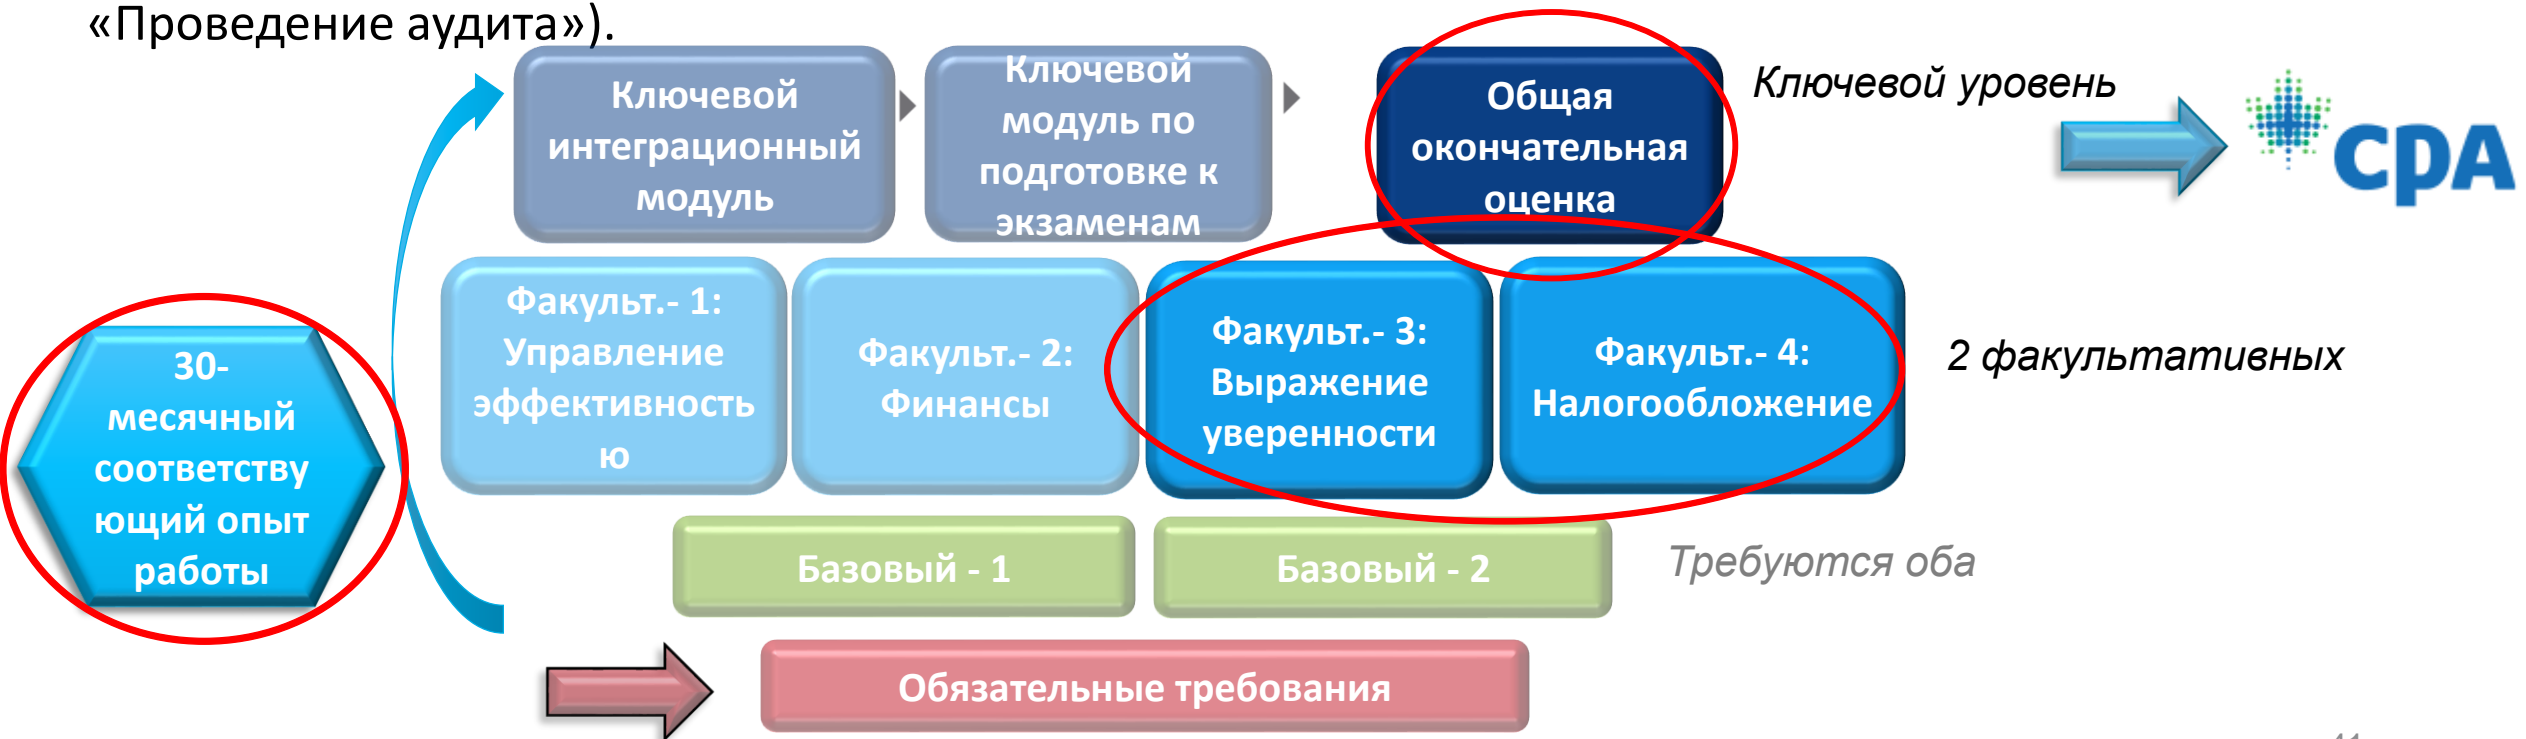 «Проведение аудита»).
Ключевой
интеграционный
модуль
Ключевой
модуль по
подготовке к
экзаменам
Общая
окончательная
оценка
Ключевой уровень
cpa
Факульт.- 1:
Управление
эффективность
ю
Факульт.- 2:
Финансы
Факульт.- 3:
Выражение
уверенности
Факульт.- 4:
Налогообложение
2 факультативных
30-
месячный
соответству
ющий опыт
работы
Базовый - 1
Базовый - 2
Требуются оба
Обязательные требования